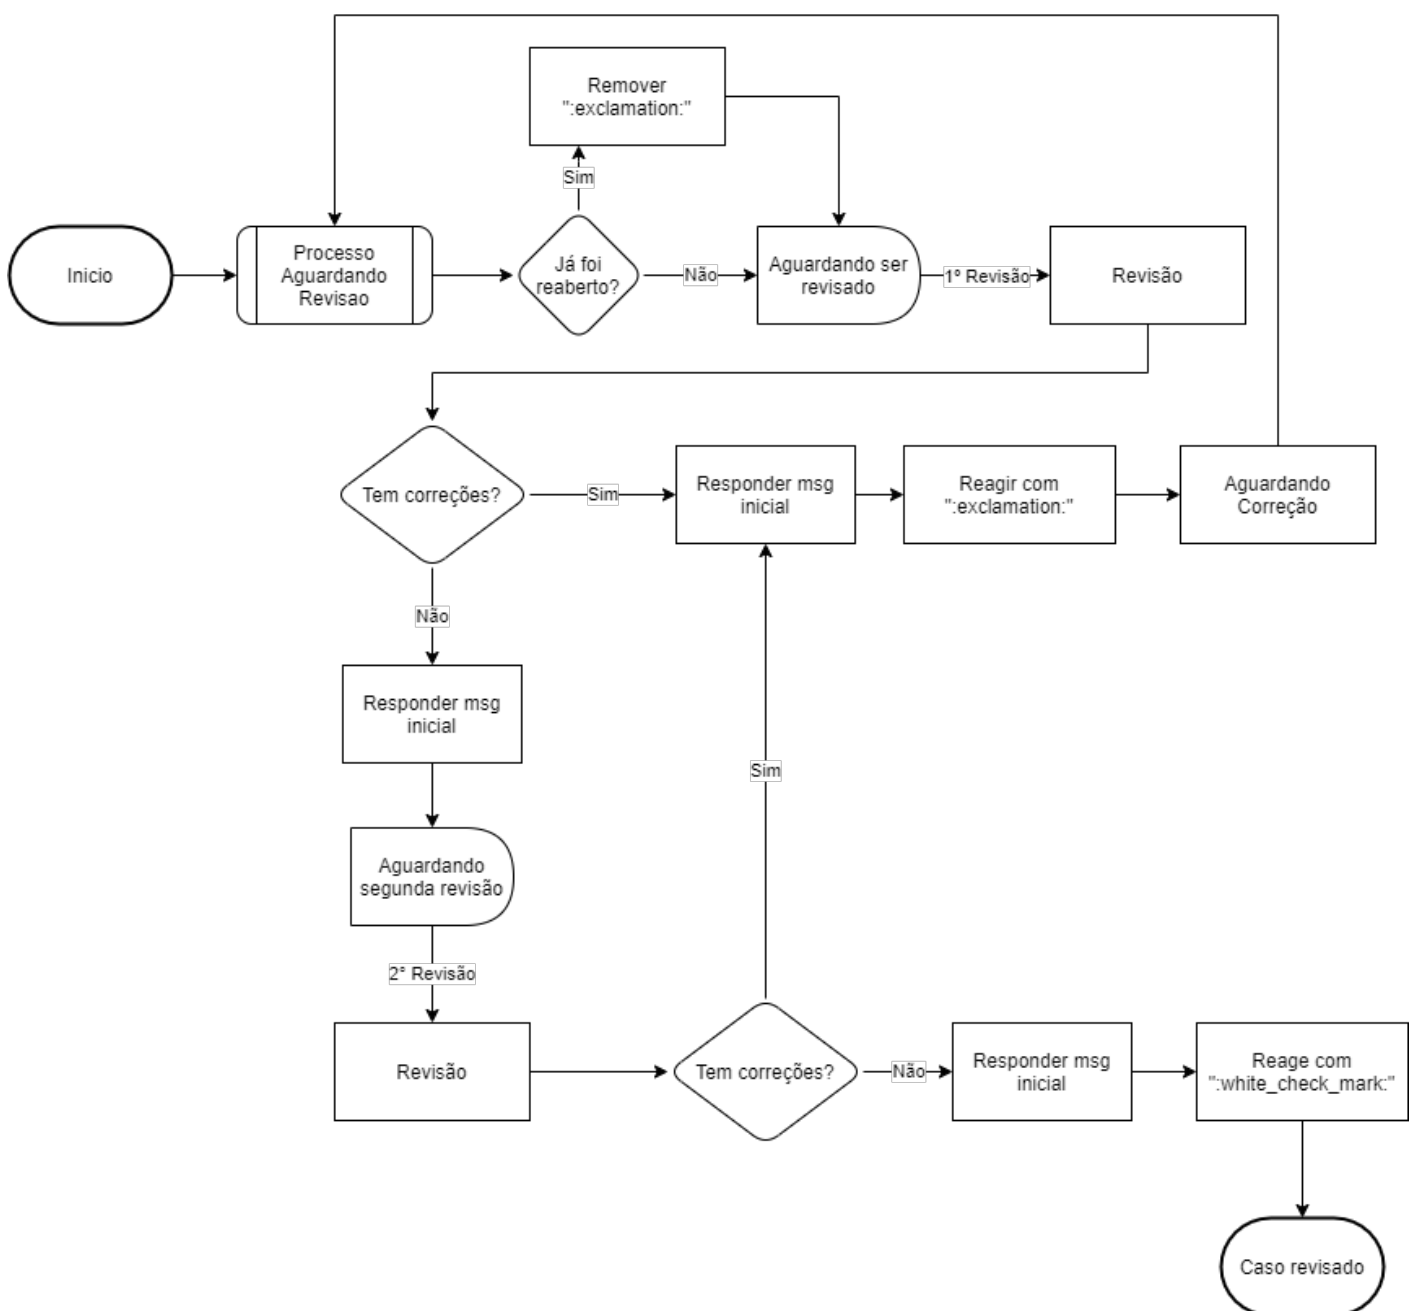 Remover
":exclamation:"
Sim
Inicio
Processo
Aguardando
Revisao
Já foi
reaberto?
Não
Aguardando ser
revisado
1º Revisão
Revisão
Tem correções?
Sim
Responder msg
inicial
Reagir com
":exclamation:"
Aguardando
Correção
Não
Responder msg
inicial
Sim
Aguardando
segunda revisão
2° Revisão
Revisão
Tem correções?
Não
Responder msg
inicial
Reage com
":white_check_mark:"
Caso revisado